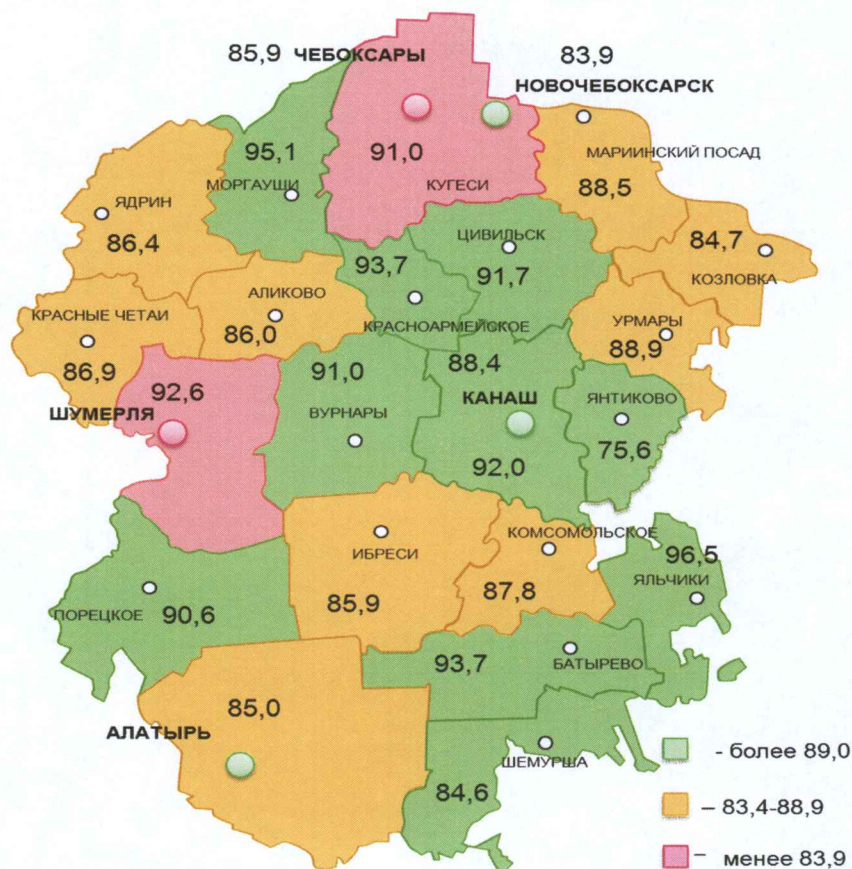 85,9 ЧЕБОКСАРЫ
83,9
НОВОЧЕБОКСАРСК
95,1
МОРГАУШИ
91,0
КУГЕСИ
МАРИИНСКИЙ ПОСАД
88,5
ЯДРИН
86,4
ЦИВИЛЬСК
91,7
84,7
КОЗЛОВКА
93,7
КРАСНОАРМЕЙСКОЕ
АЛИКОВО
86,0
КРАСНЫЕ ЧЕТАИ
86,9
УРМАРЫ
88,9
92,6
ШУМЕРЛЯ
91,0
ВУРНАРЫ
88,4
КАНАШ
92,0
ЯНТИКОВО
75,6
ИБРЕСИ
85,9
КОМСОМОЛЬСКОЕ
87,8
96,5
ЯЛЬЧИКИ
ПОРЕЦКОЕ 90,6
93,7
БАТЫРЕВО
85,0
АЛАТЫРЬ
ШЕМУРША
84,6
- более 89,0
– 83,4-88,9
– менее 83,9